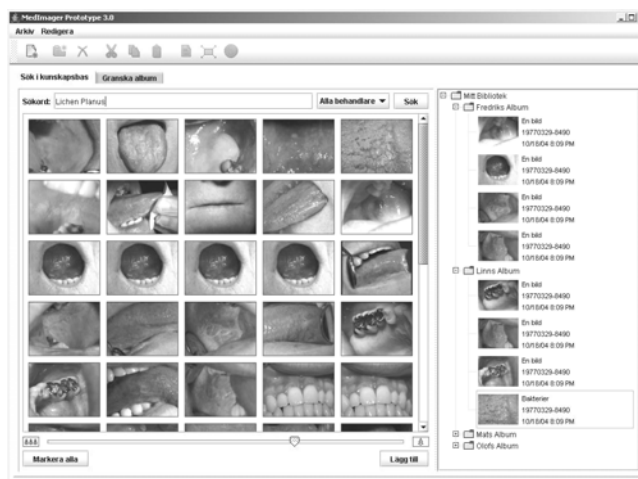 MedImager Prototype 3.0
Arkiv Redigera
Sök i kunskapsbas Granska album
Sökord: Lichen Planus Alla behandlare Sök
Mitt Bibliotek
Fredriks Album
En bild
19770329-8490
10/18/04 8:09 PM
En bild
19770329-8490
10/18/04 8:09 PM
En bild
19770329-8490
10/18/04 8:09 PM
En bild
19770329-8490
10/18/04 8:09 PM
Linns Album
En bild
19770329-8490
10/18/04 8:09 PM
En bild
19770329-8490
10/18/04 8:09 PM
En bild
19770329-8490
10/18/04 8:09 PM
Bakterier
19770329-8490
10/18/04 8:09 PM
Mats Album
Olofs Album
Markera alla Lägg till